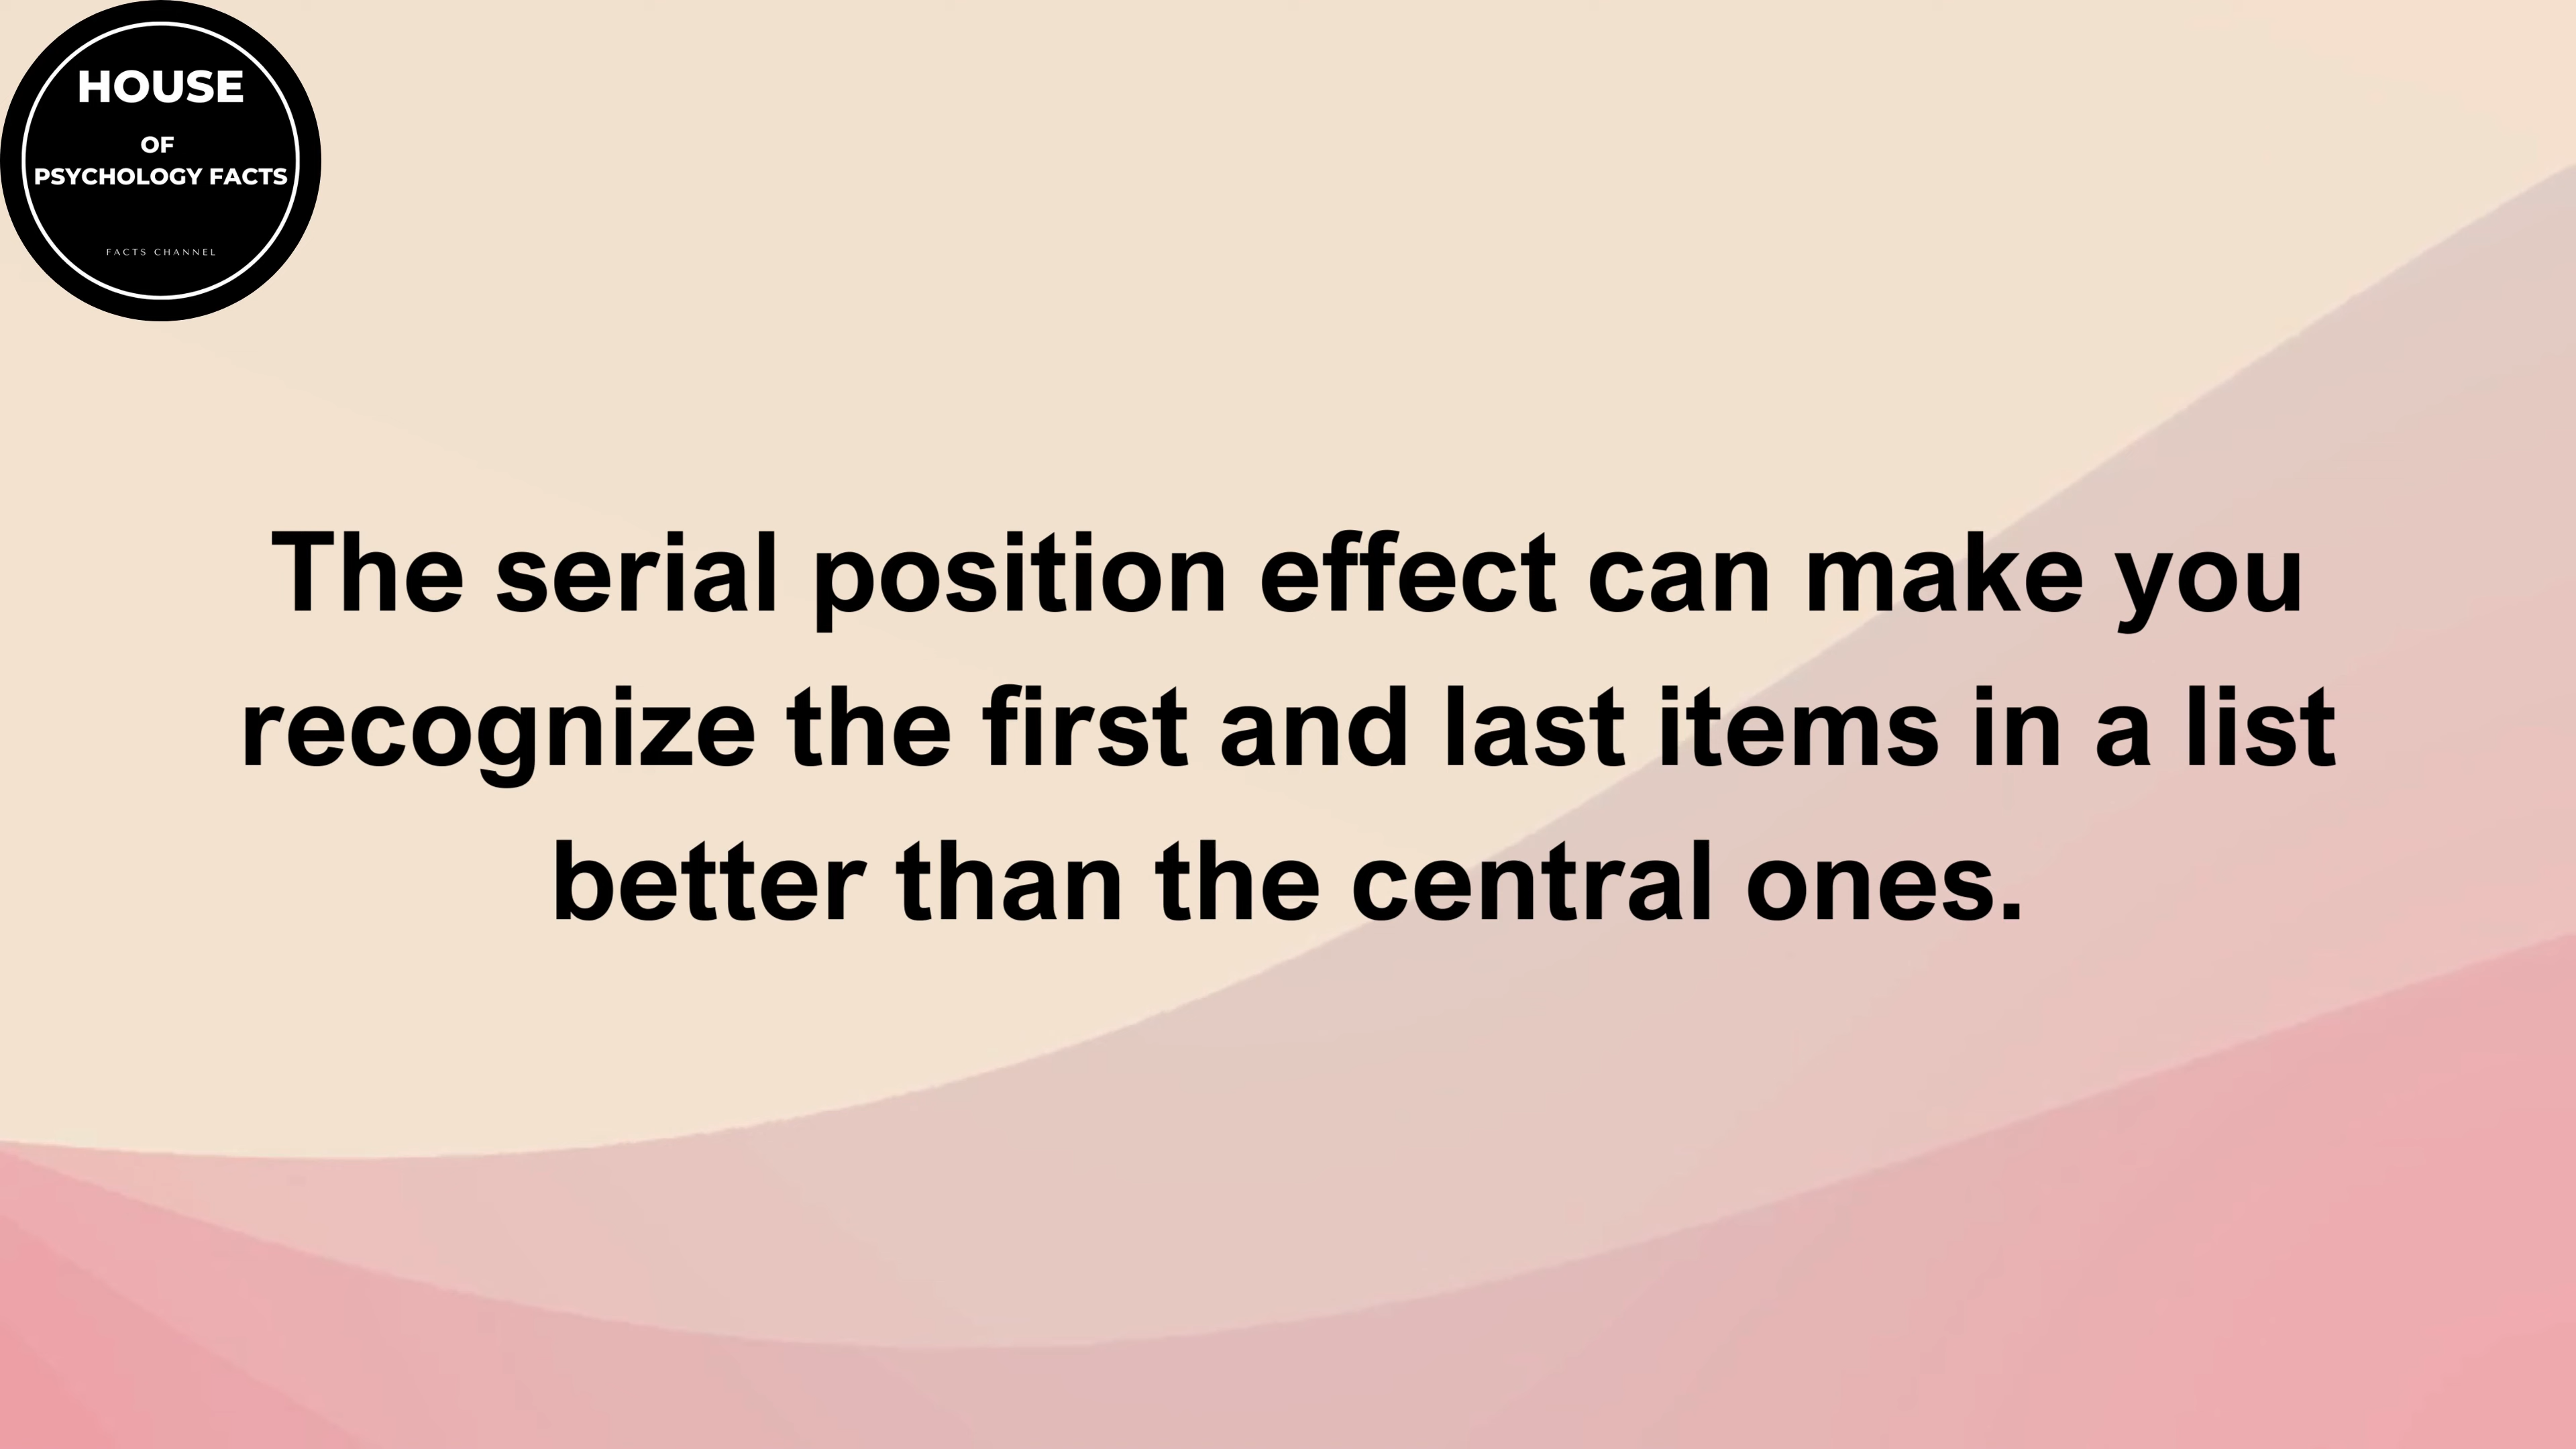 HOUSE
OF
PSYCHOLOGY FACTS
FACTS CHANNEL
The serial position effect can make you
recognize the first and last items in a list
better than the central ones.